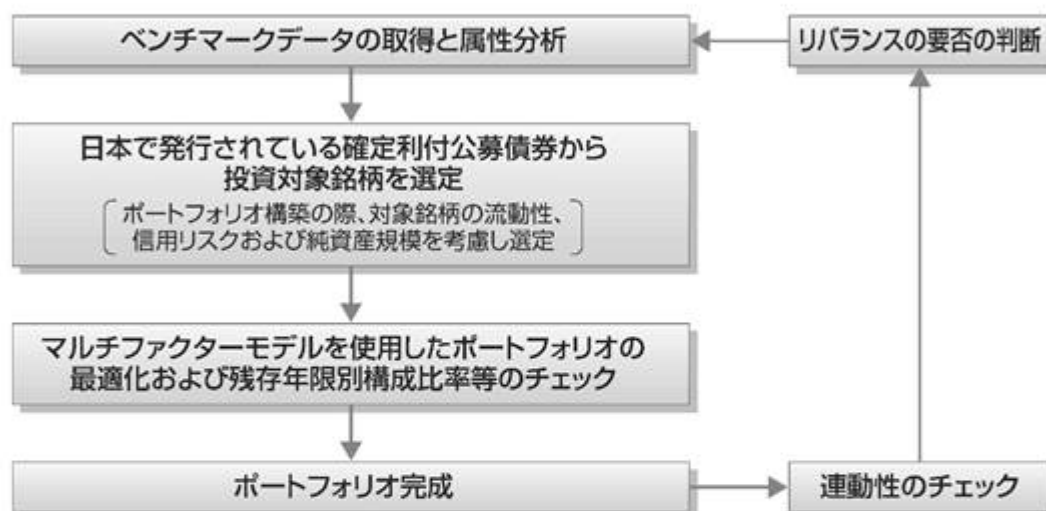 ベンチマークデータの取得と属性分析
リバランスの要否の判断
日本で発行されている確定利付公募債券から
投資対象銘柄を選定
ポートフォリオ構築の際、対象銘柄の流動性、
信用リスクおよび純資産規模を考慮し選定
マルチファクターモデルを使用したポートフォリオの
最適化および残存年限別構成比率等のチェック
ポートフォリオ完成
連動性のチェック